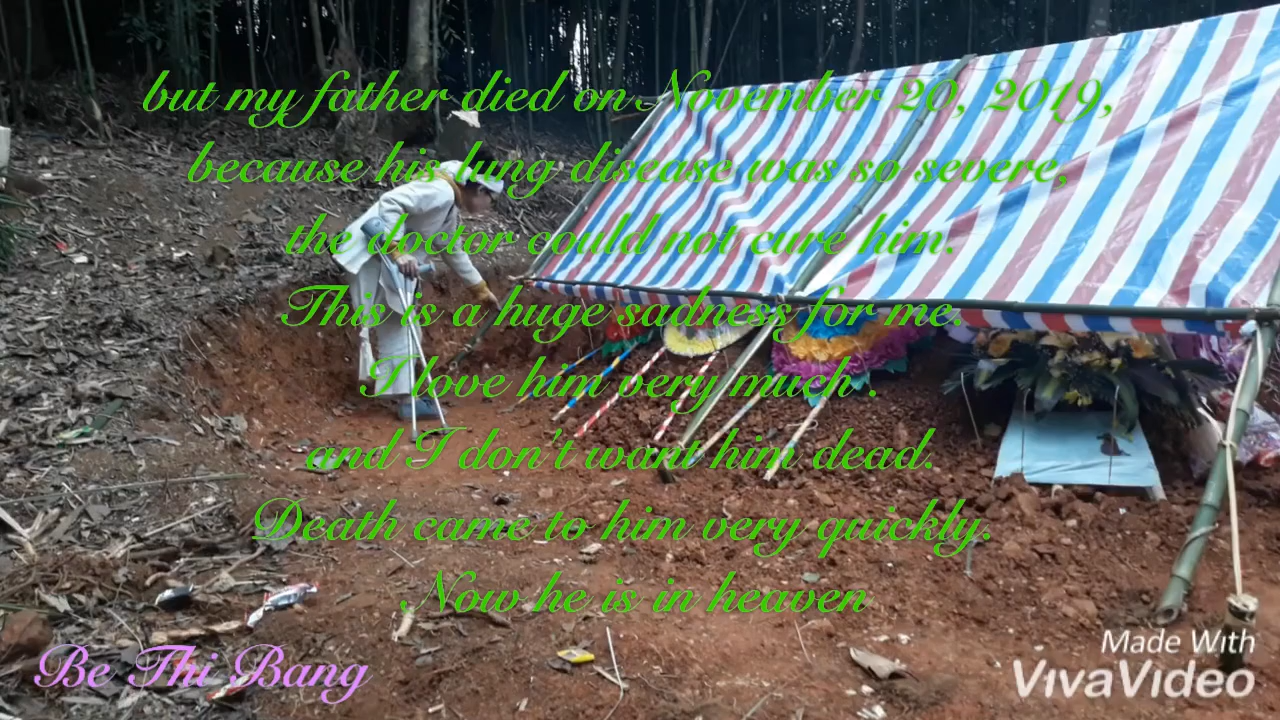 but my father died on November 20, 2019,
because his lung disease was so severe,
the doctor could not cure him.
This is a huge sadness for me.
I love him very much .
and I don't want him dead.
Death came to him very quickly.
Now he is in heaven
Be Thi Bang
Made With
VivaVideo